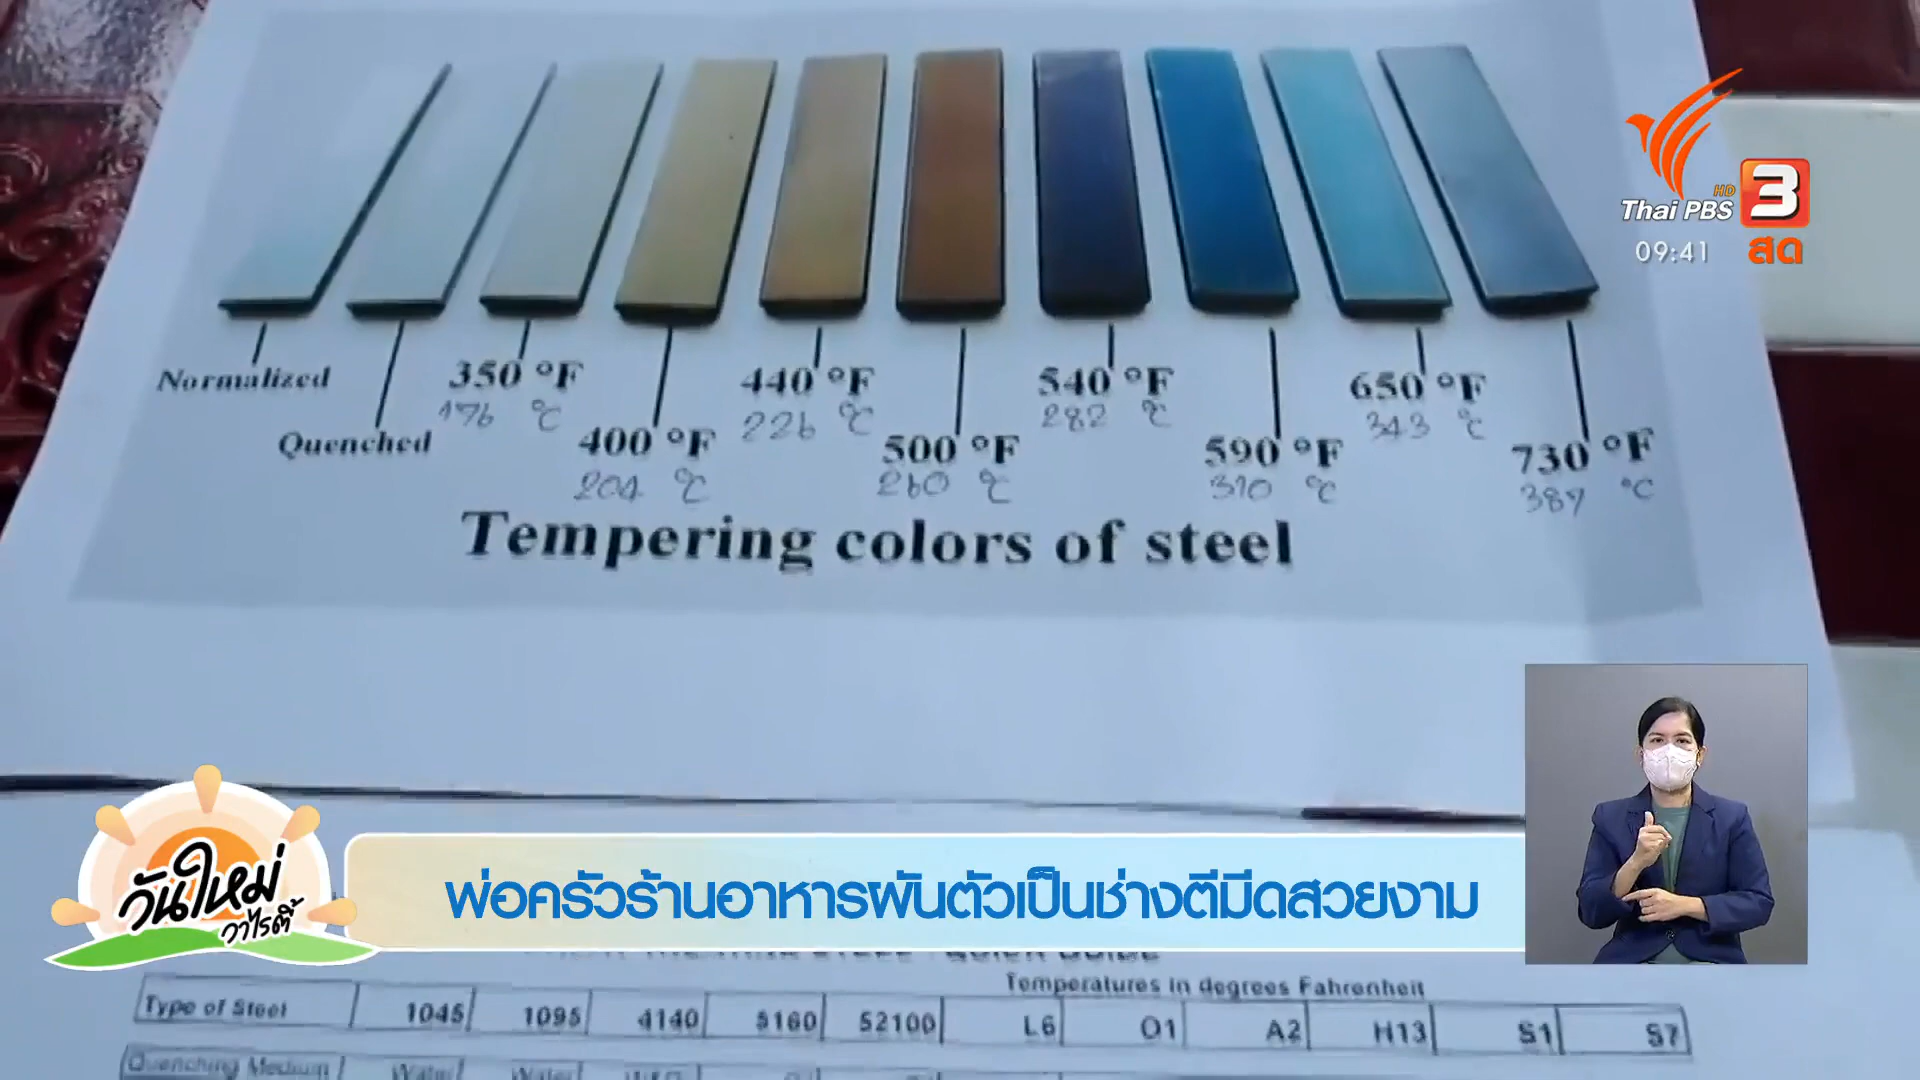 Thai PBS HD 3
09:41 สด
Normalized
Quenched
350 °F
176 °C
400 °F
204 °C
440 °F
226 °C
500 °F
260 °C
540 °F
282 °C
590 °F
310 °C
650 °F
343 °C
730 °F
387 °C
Tempering colors of steel
วันใหม่
วาไรตี้
พ่อครัวร้านอาหารผันตัวเป็นช่างตีมีดสวยงาม
Temperatures in degrees Fahrenheit
Type of Steel 1045 1095 4140 5160 52100 L6 O1 A2 H13 S1 S7
Quenching Medium Water Water